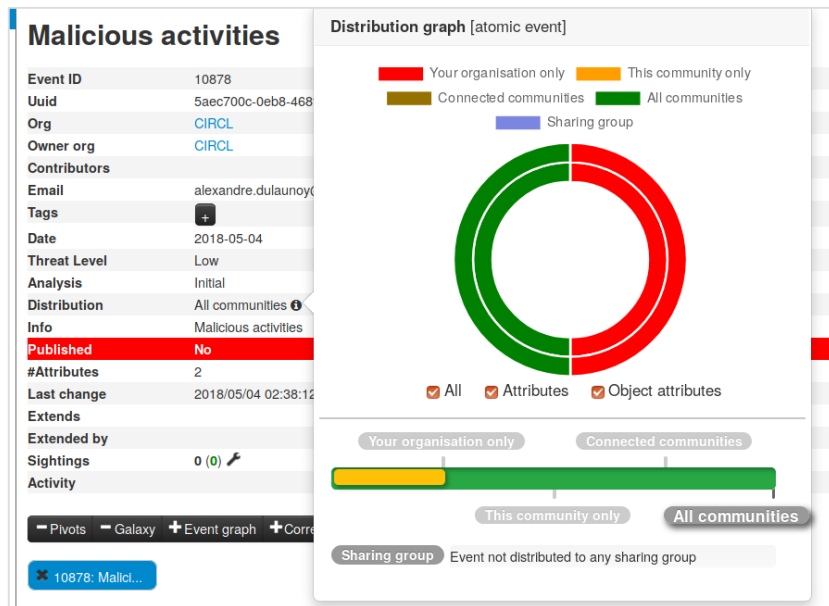 Malicious activities
Event ID 10878
Uuid 5aec700c-0eb8-468
Org CIRCL
Owner org CIRCL
Contributors
Email alexandre.dulaunoy
Tags +
Date 2018-05-04
Threat Level Low
Analysis Initial
Distribution All communities
Info Malicious activities
Published No
#Attributes 2
Last change 2018/05/04 02:38:12
Extends
Extended by
Sightings 0 (0)
Activity
Pivots Galaxy Event graph Corre
10878: Malici...
Distribution graph [atomic event]
Your organisation only This community only
Connected communities All communities
Sharing group
All Attributes Object attributes
Your organisation only Connected communities
This community only All communities
Sharing group Event not distributed to any sharing group